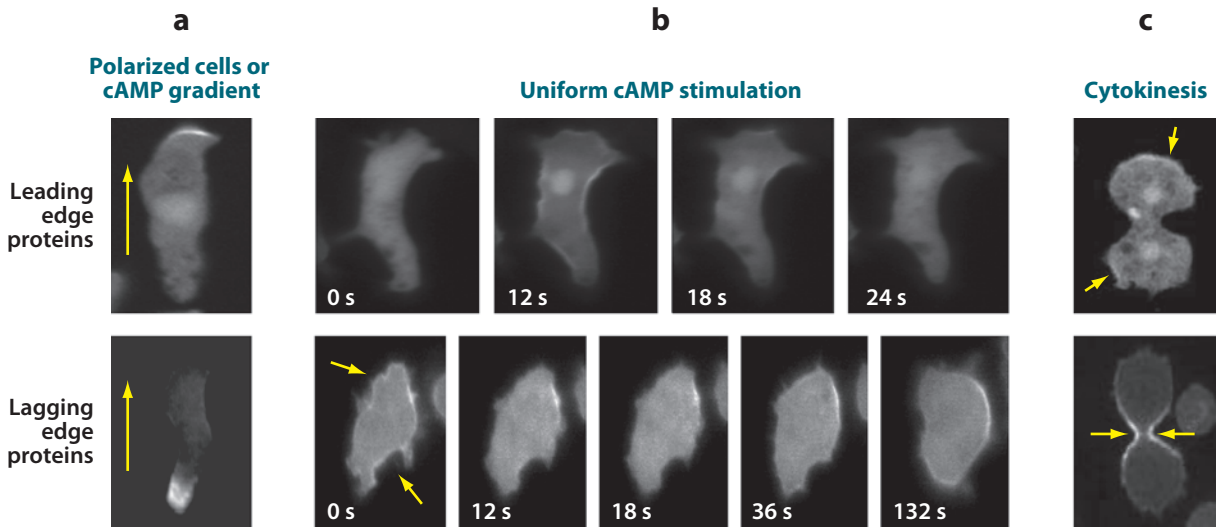 a
b
c
Polarized cells or
cAMP gradient
Uniform cAMP stimulation
Cytokinesis
Leading
edge
proteins
0 s
12 s
18 s
24 s
Lagging
edge
proteins
0 s
12 s
18 s
36 s
132 s